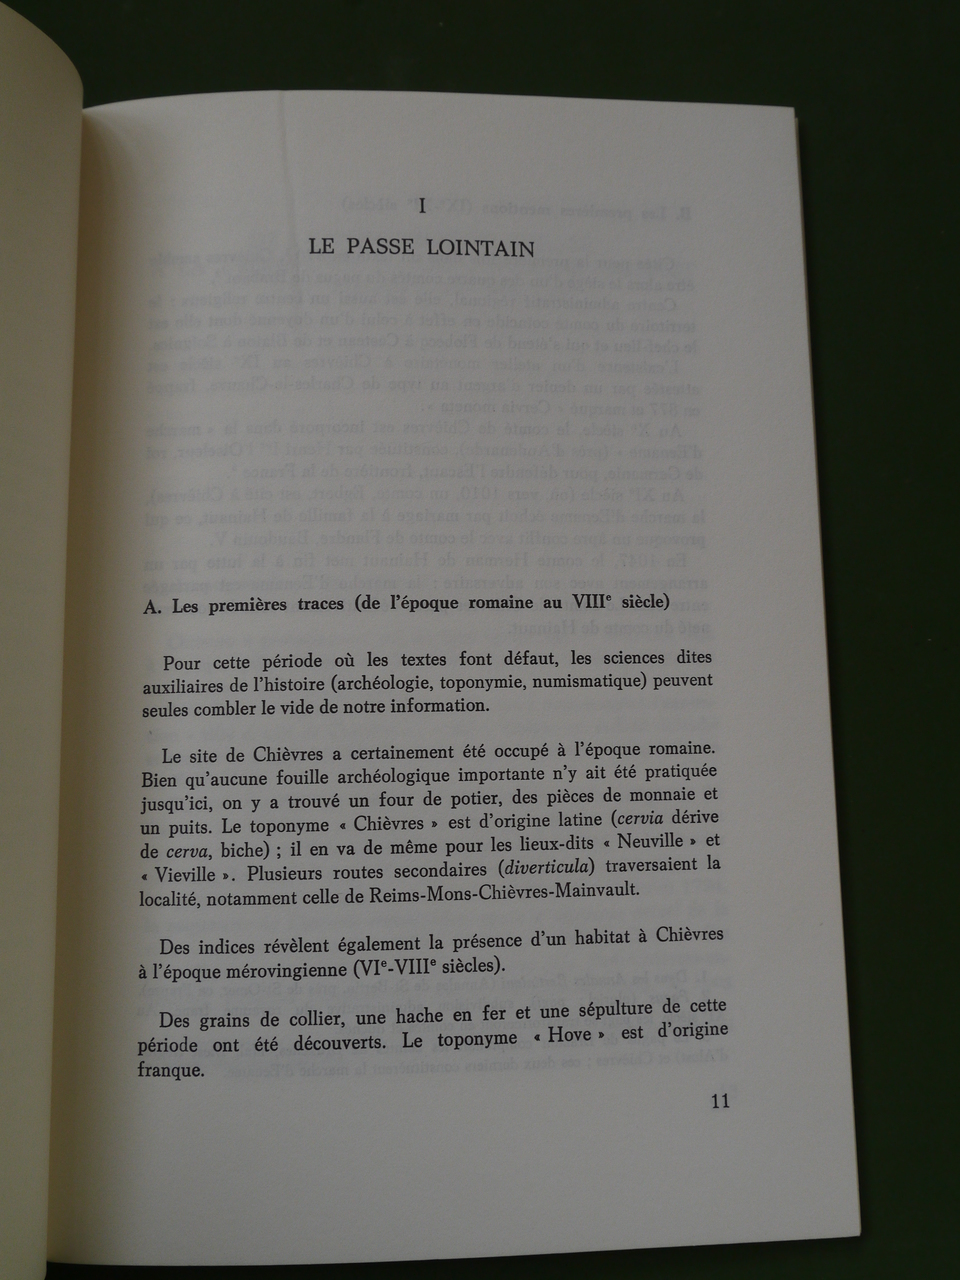 I
LE PASSE LOINTAIN
A. Les premières traces (de l'époque romaine au VIIIe siècle)
Pour cette période où les textes font défaut, les sciences dites
auxiliaires de l'histoire (archéologie, toponymie, numismatique) peuvent
seules combler le vide de notre information.
Le site de Chièvres a certainement été occupé à l'époque romaine.
Bien qu'aucune fouille archéologique importante n'y ait été pratiquée
jusqu'ici, on y a trouvé un four de potier, des pièces de monnaie et
un puits. Le toponyme « Chièvres » est d'origine latine (cervia dérive
de cerva, biche) ; il en va de même pour les lieux-dits « Neuville » et
« Vieville ». Plusieurs routes secondaires (diverticula) traversaient la
localité, notamment celle de Reims-Mons-Chièvres-Mainvault.
Des indices révèlent également la présence d'un habitat à Chièvres
à l'époque mérovingienne (VIe-VIIIe siècles).
Des grains de collier, une hache en fer et une sépulture de cette
période ont été découverts. Le toponyme « Hove » est d'origine
franque.
11